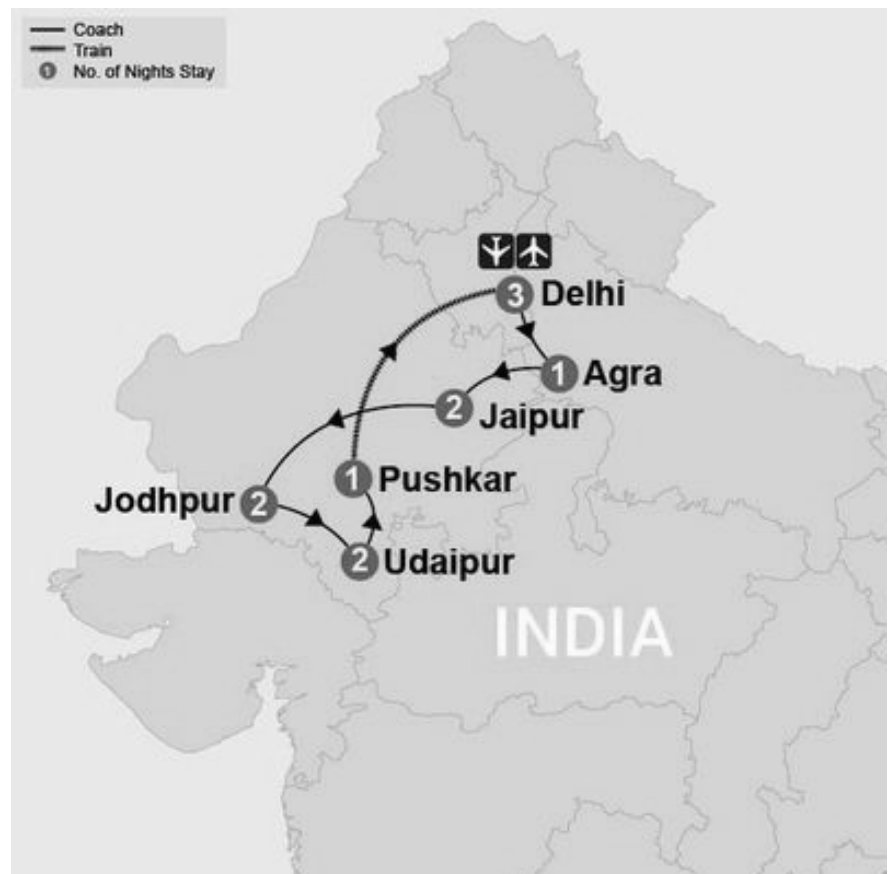 Coach
Train
1 No. of Nights Stay
3 Delhi
1 Agra
2 Jaipur
1 Pushkar
Jodhpur 2
2 Udaipur
INDIA